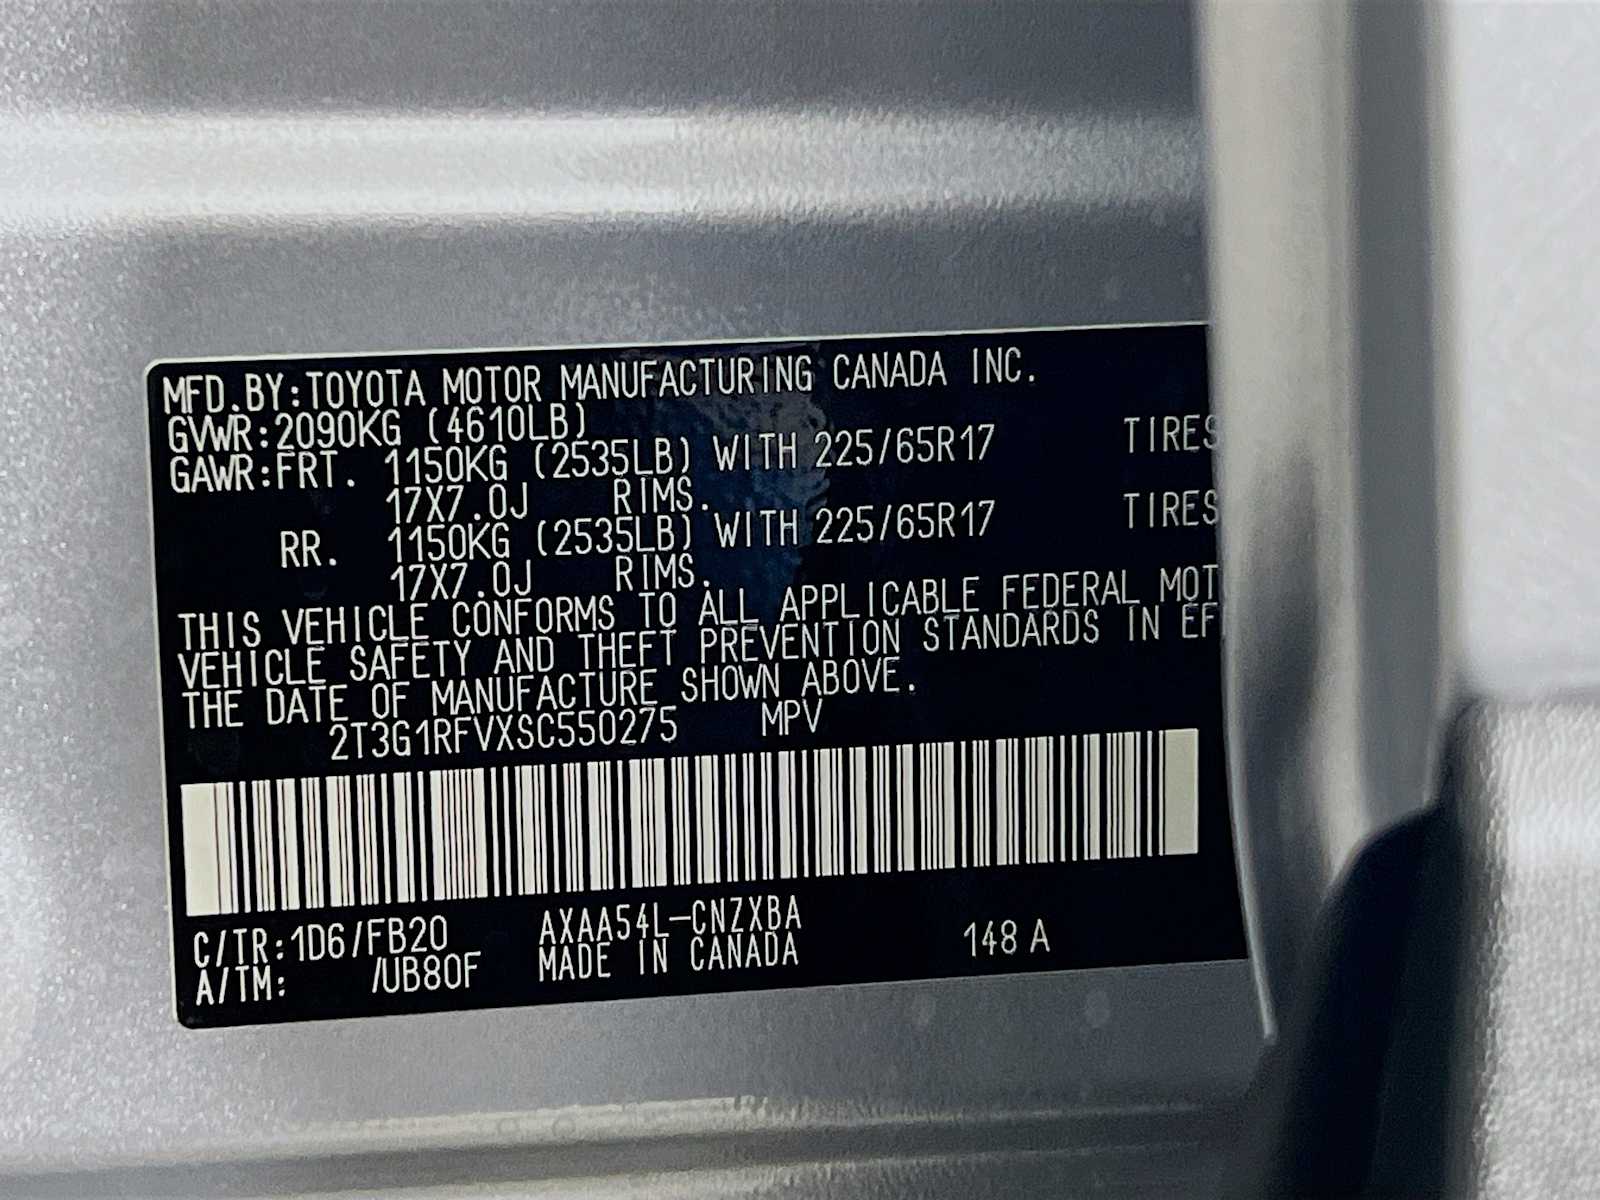 MFD.BY:TOYOTA MOTOR MANUFACTURING CANADA INC.
GVWR:2090KG (4610LB)
GAWR:FRT. 1150KG (2535LB) WITH 225/65R17 TIRES
17X7.0J RIMS.
RR. 1150KG (2535LB) WITH 225/65R17 TIRES
17X7.0J RIMS.
THIS VEHICLE CONFORMS TO ALL APPLICABLE FEDERAL MOT
VEHICLE SAFETY AND THEFT PREVENTION STANDARDS IN EF
THE DATE OF MANUFACTURE SHOWN ABOVE.
2T3G1RFVXSC550275 MPV
C/TR:1D6/FB20 AXAA54L-CNZXBA 148 A
A/TM: /UB80F MADE IN CANADA